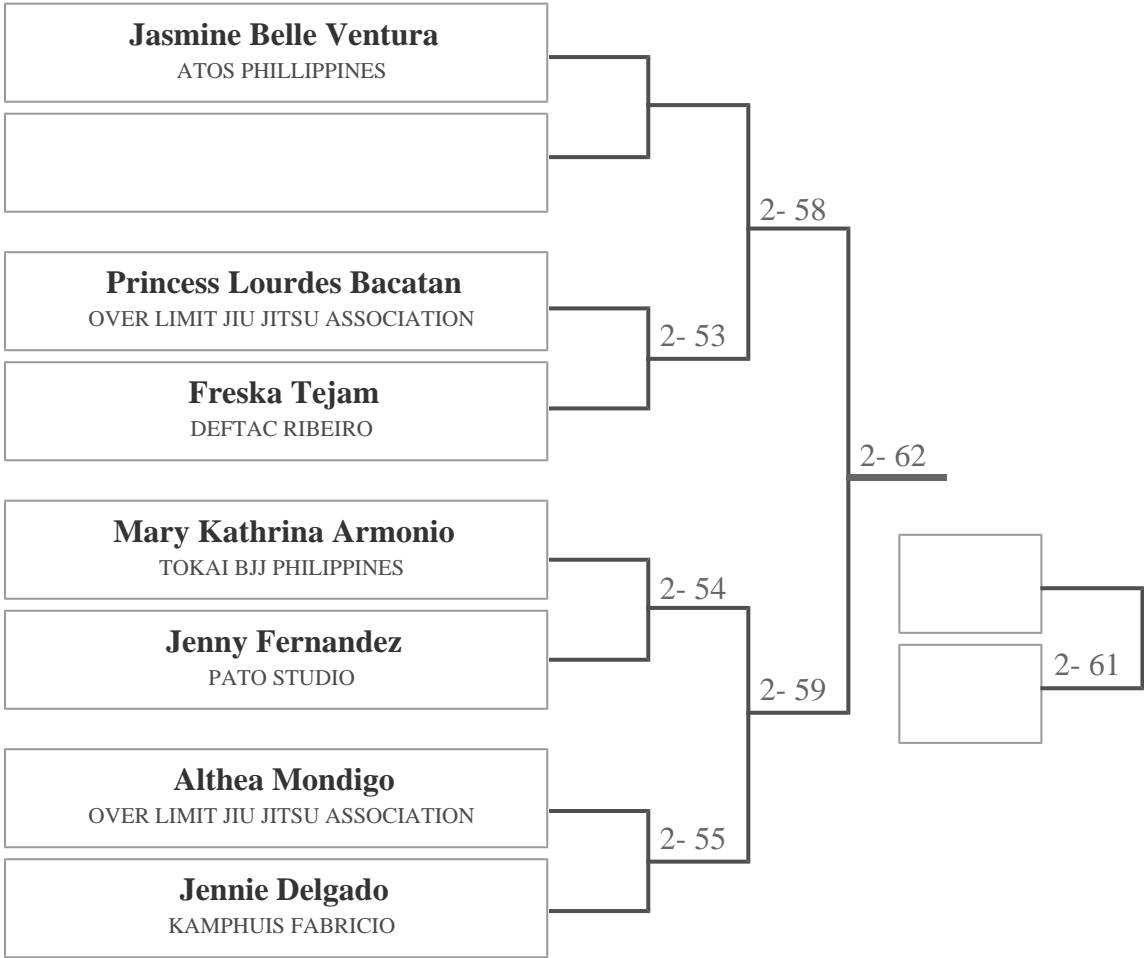 Jasmine Belle Ventura
ATOS PHILLIPPINES
2- 58
Princess Lourdes Bacatan
OVER LIMIT JIU JITSU ASSOCIATION
2- 53
Freska Tejam
DEFTAC RIBEIRO
2- 62
Mary Kathrina Armonio
TOKAI BJJ PHILIPPINES
2- 54
Jenny Fernandez
PATO STUDIO
2- 59
2- 61
Althea Mondigo
OVER LIMIT JIU JITSU ASSOCIATION
2- 55
Jennie Delgado
KAMPHUIS FABRICIO